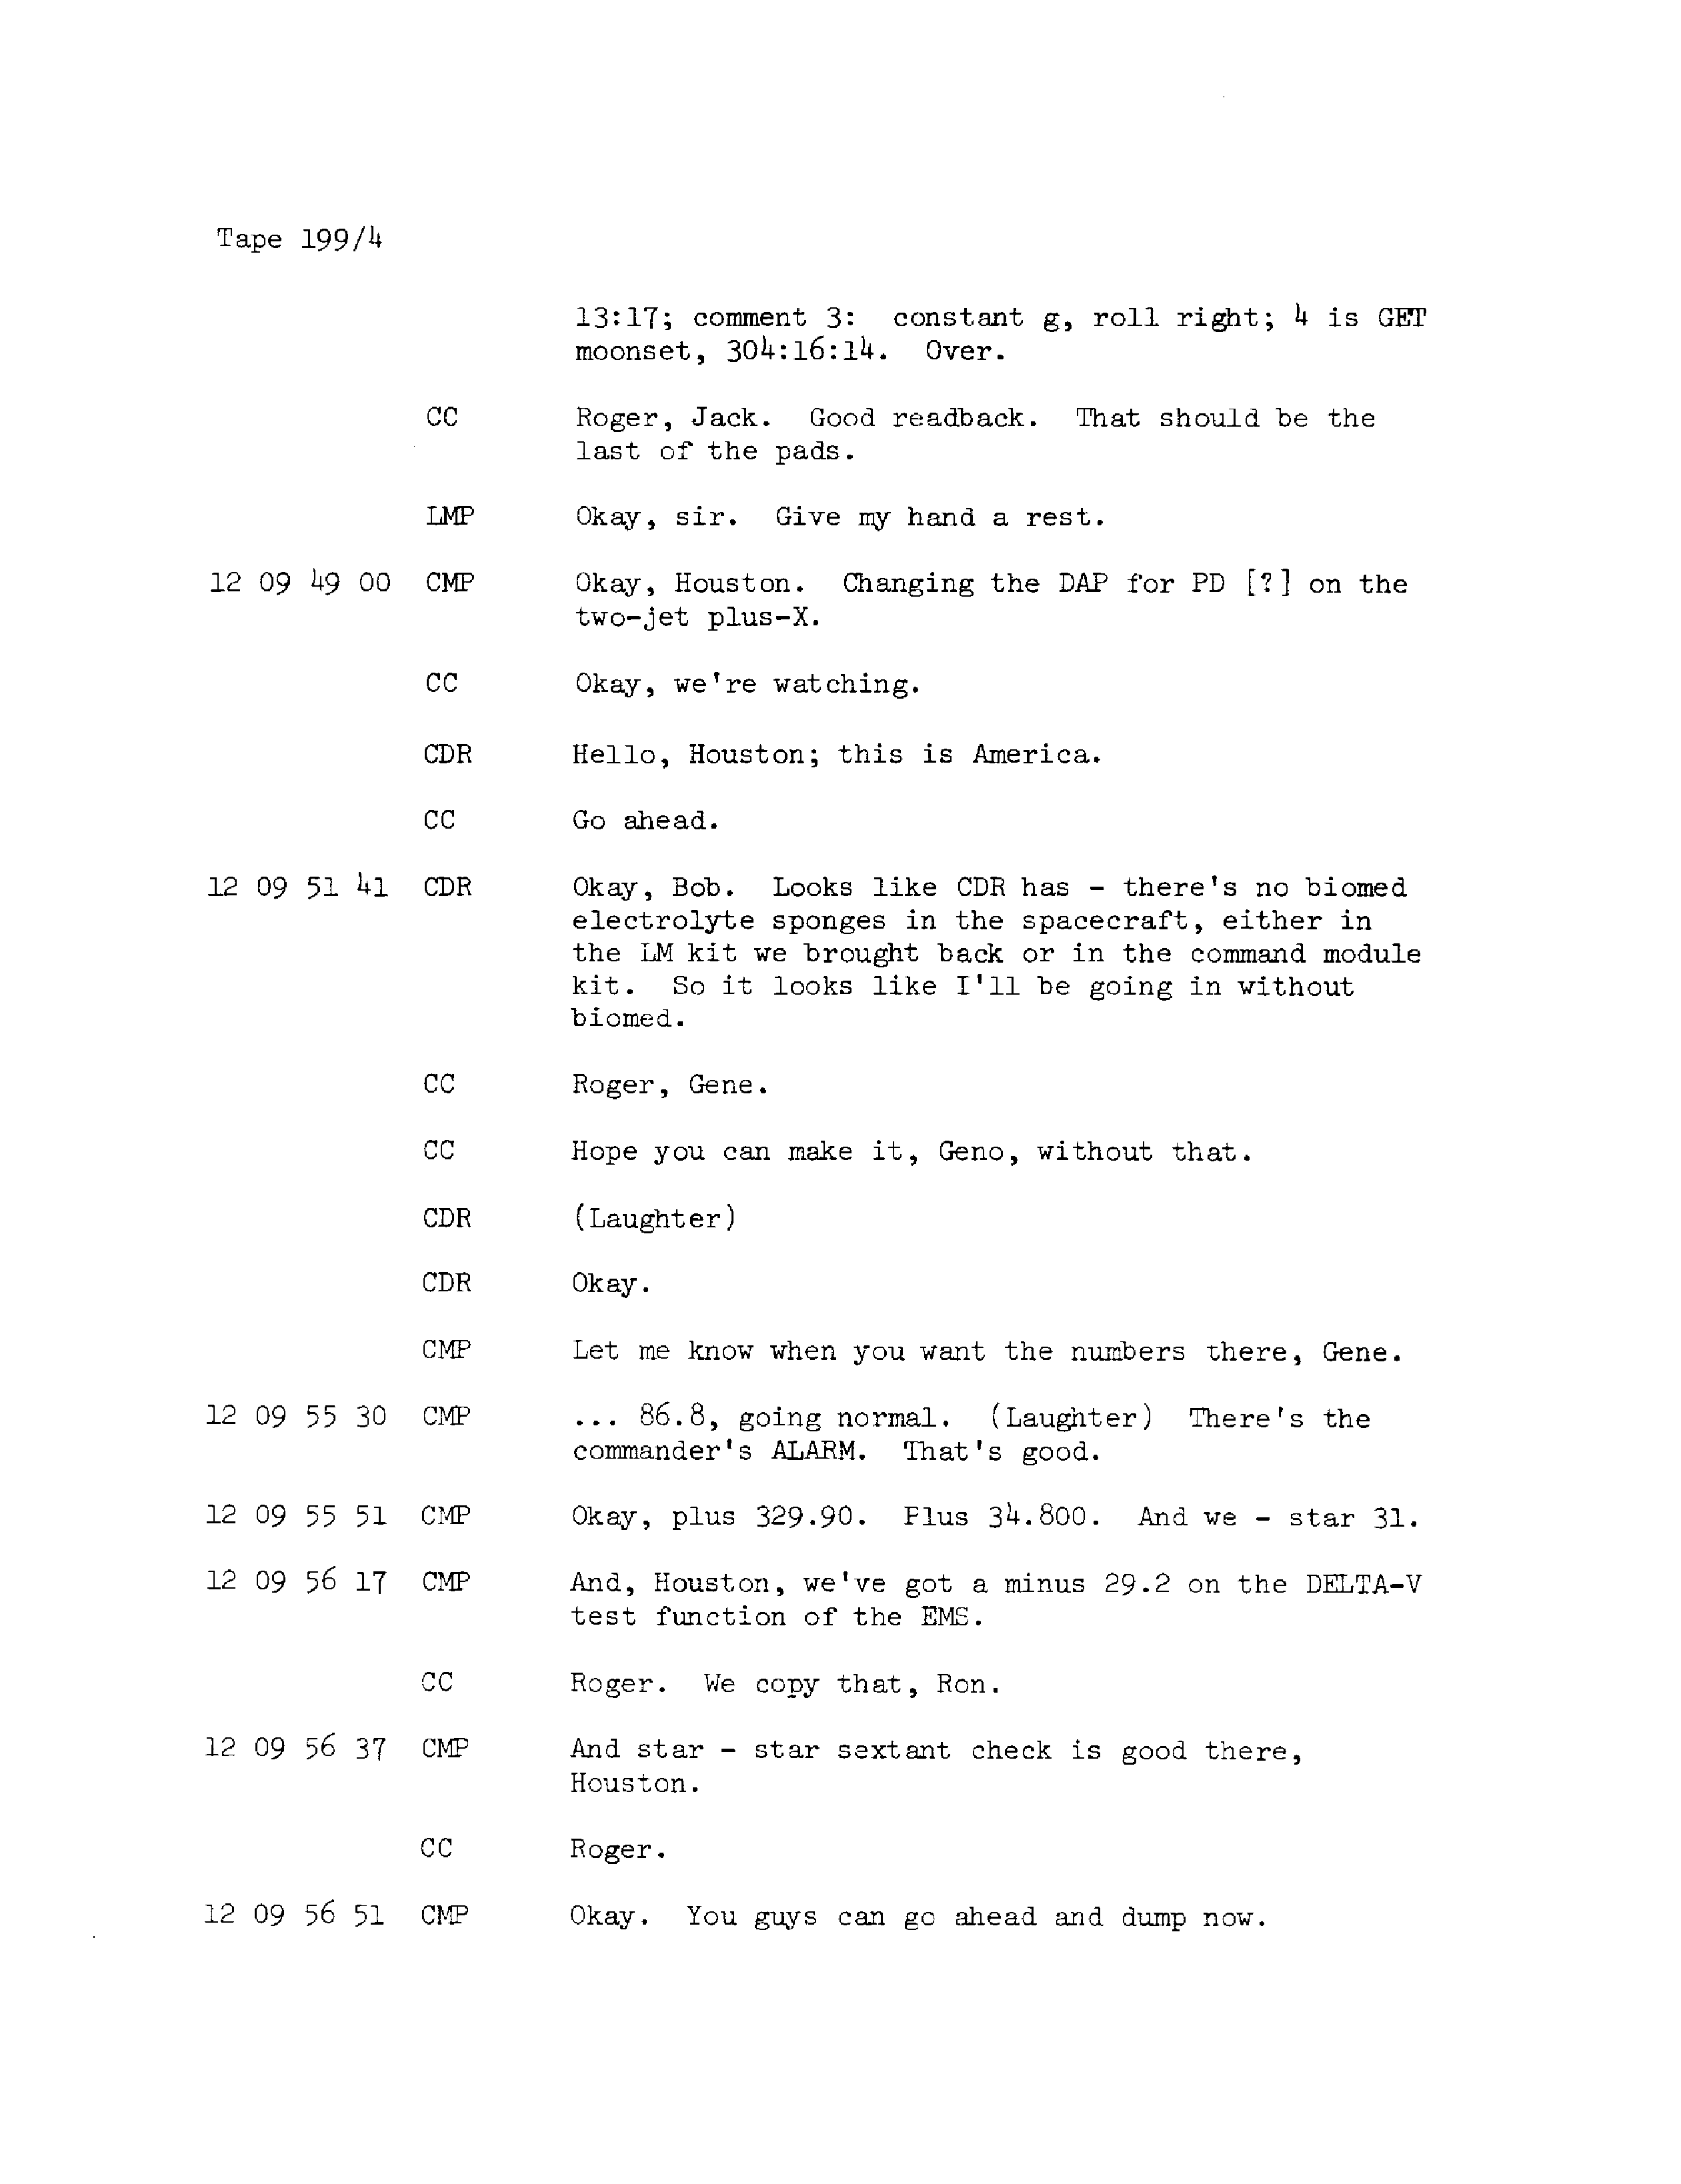 Tape 199/4
13:17; comment 3: constant g, roll right; 4 is GET
moonset, 304:16:14. Over.
CC Roger, Jack. Good readback. That should be the
last of the pads.
LMP Okay, sir. Give my hand a rest.
12 09 49 00 CMP Okay, Houston. Changing the DAP for PD [?] on the
two-jet plus-X.
CC Okay, we're watching.
CDR Hello, Houston; this is America.
CC Go ahead.
12 09 51 41 CDR Okay, Bob. Looks like CDR has - there's no biomed
electrolyte sponges in the spacecraft, either in
the LM kit we brought back or in the command module
kit. So it looks like I'll be going in without
biomed.
CC Roger, Gene.
CC Hope you can make it, Geno, without that.
CDR (Laughter)
CDR Okay.
CMP Let me know when you want the numbers there, Gene.
12 09 55 30 CMP ... 86.8, going normal. (Laughter) There's the
commander's ALARM. That's good.
12 09 55 51 CMP Okay, plus 329.90. Plus 34.800. And we - star 31.
12 09 56 17 CMP And, Houston, we've got a minus 29.2 on the DELTA-V
test function of the EMS.
CC Roger. We copy that, Ron.
12 09 56 37 CMP And star - star sextant check is good there,
Houston.
CC Roger.
12 09 56 51 CMP Okay. You guys can go ahead and dump now.